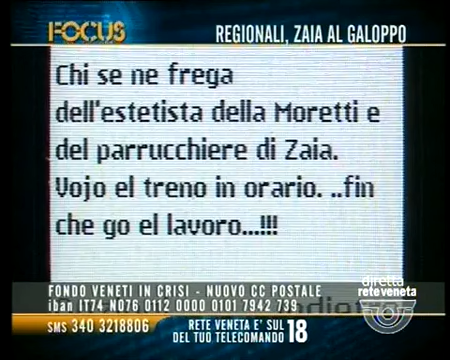 FOCUS
REGIONALI, ZAIA AL GALOPPO
Chi se ne frega
dell'estetista della Moretti e
del parrucchiere di Zaia.
Vojo el treno in orario. ..fin
che go el lavoro...!!!
diretta
reteveneta
FONDO VENETI IN CRISI - NUOVO CC POSTALE
iban IT74 N076 0112 0000 0101 7942 739
SMS 340 3218806
RETE VENETA E' SUL
DEL TUO TELECOMANDO
18